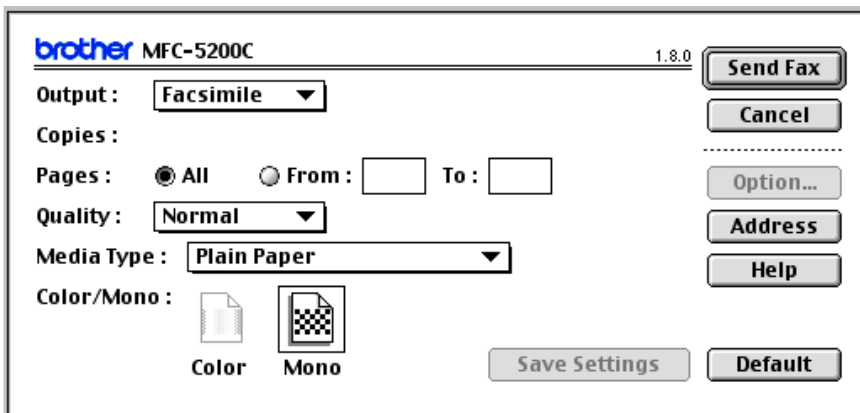 brother MFC-5200C 1.8.0 Send Fax
Output : Facsimile Cancel
Copies :
Pages : All From : To : Option...
Quality : Normal Address
Media Type : Plain Paper Help
Color/Mono :
Color Mono Save Settings Default